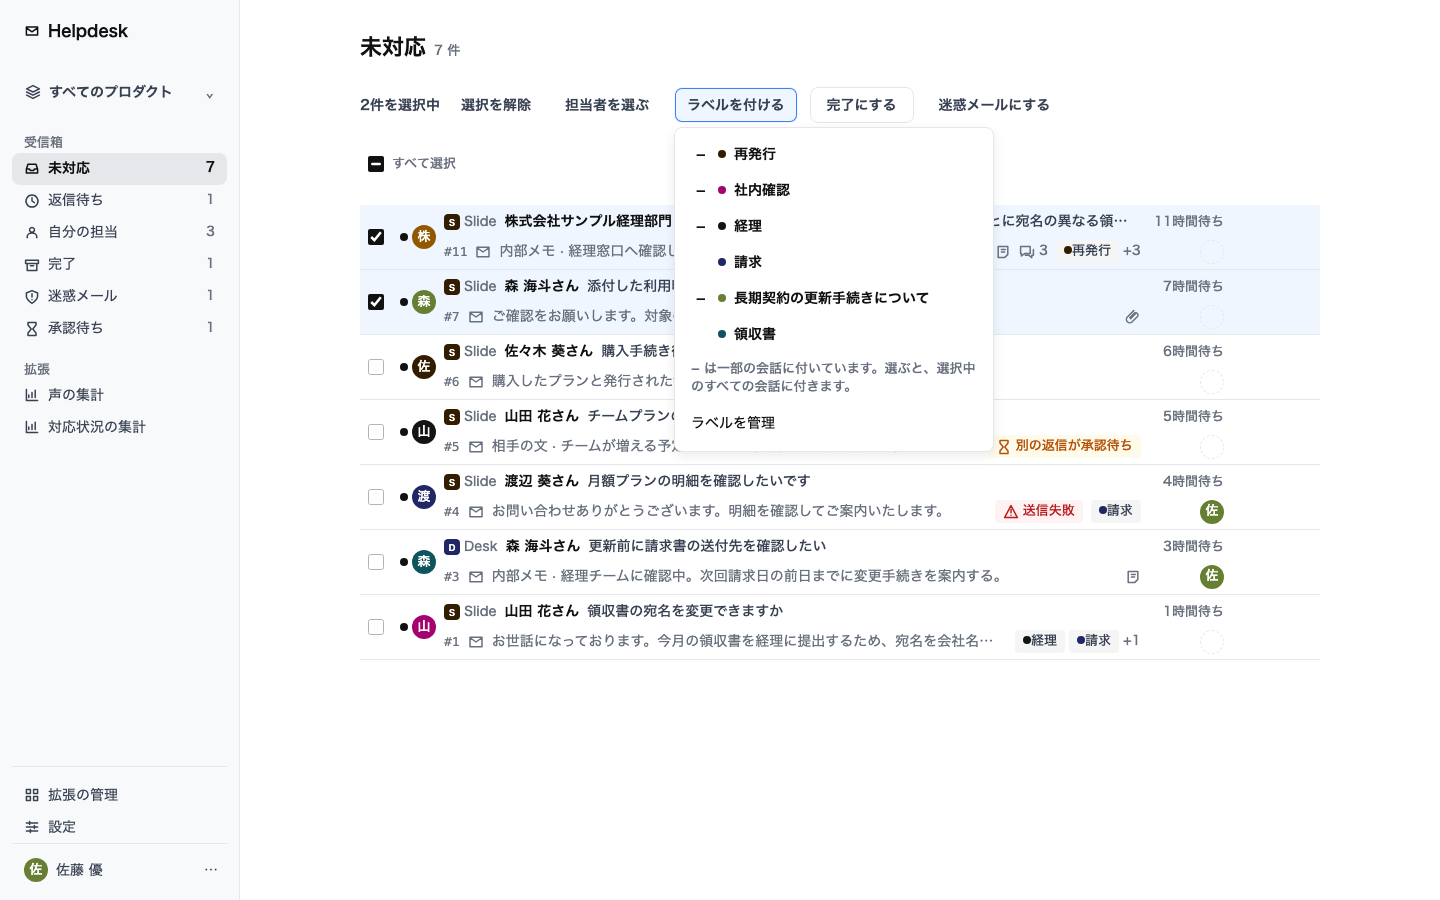 Helpdesk
すべてのプロダクト
受信箱
未対応 7
返信待ち 1
自分の担当 3
完了 1
迷惑メール 1
承認待ち 1
拡張
声の集計
対応状況の集計
拡張の管理
設定
佐 佐藤 優 …
未対応 7 件
2件を選択中 選択を解除 担当者を選ぶ ラベルを付ける 完了にする 迷惑メールにする
すべて選択
– 再発行
– 社内確認
– 経理
請求
– 長期契約の更新手続きについて
領収書
– は一部の会話に付いています。選ぶと、選択中
のすべての会話に付きます。
ラベルを管理
株 S Slide 株式会社サンプル経理部門 とに宛名の異なる領… 11時間待ち
#11 内部メモ · 経理窓口へ確認し 3 再発行 +3
森 S Slide 森 海斗さん 添付した利用 7時間待ち
#7 ご確認をお願いします。対象
佐 S Slide 佐々木 葵さん 購入手続き 6時間待ち
#6 購入したプランと発行された
山 S Slide 山田 花さん チームプラン 5時間待ち
#5 相手の文 · チームが増える予 別の返信が承認待ち
渡 S Slide 渡辺 葵さん 月額プランの明細を確認したいです 4時間待ち
#4 お問い合わせありがとうございます。明細を確認してご案内いたします。 送信失敗 請求 佐
森 D Desk 森 海斗さん 更新前に請求書の送付先を確認したい 3時間待ち
#3 内部メモ · 経理チームに確認中。次回請求日の前日までに変更手続きを案内する。 佐
山 S Slide 山田 花さん 領収書の宛名を変更できますか 1時間待ち
#1 お世話になっております。今月の領収書を経理に提出するため、宛名を会社名… 経理 請求 +1